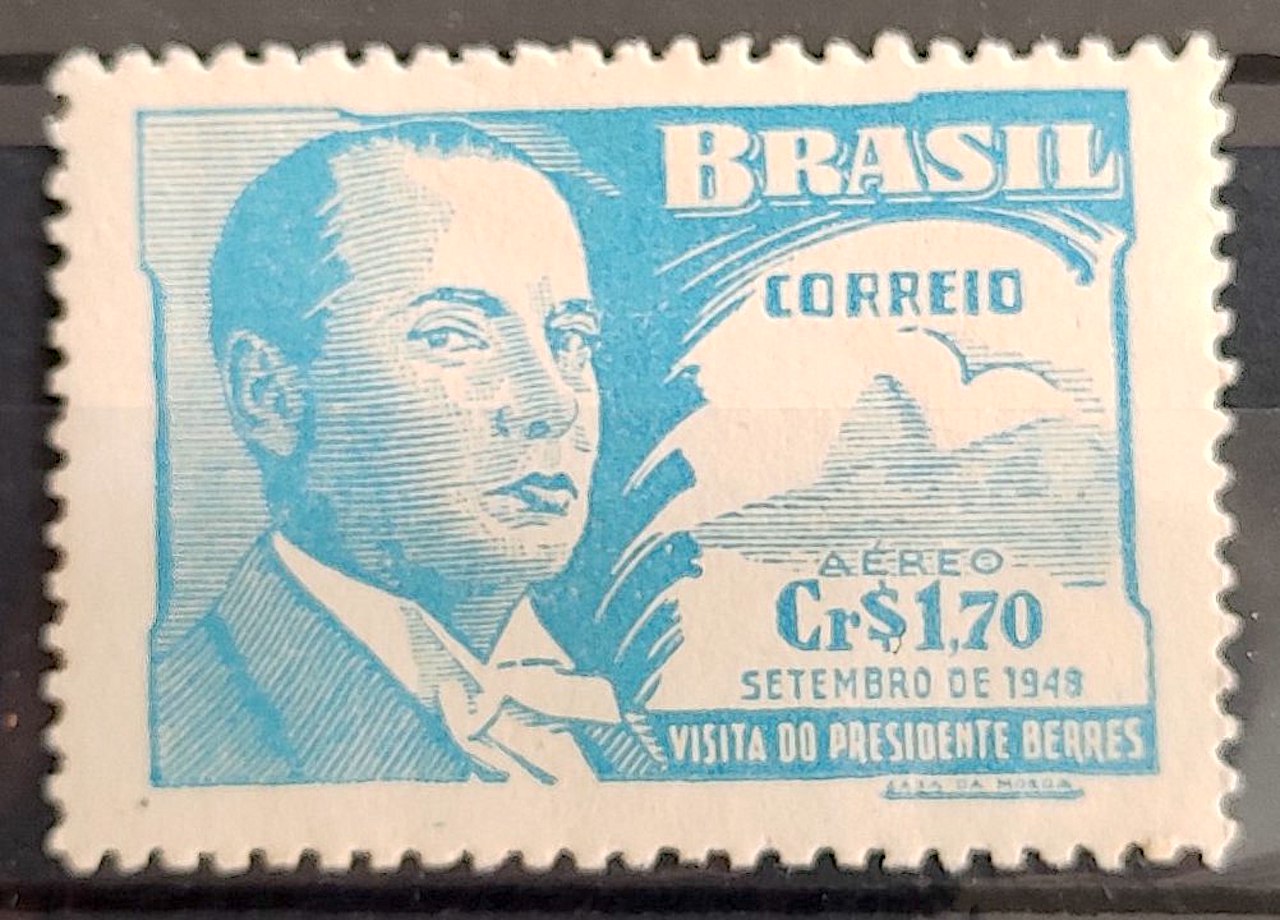 BRASIL
CORREIO
AÉREO
Cr$1,70
SETEMBRO DE 1948
VISITA DO PRESIDENTE BERRES
CASA DA MOEDA